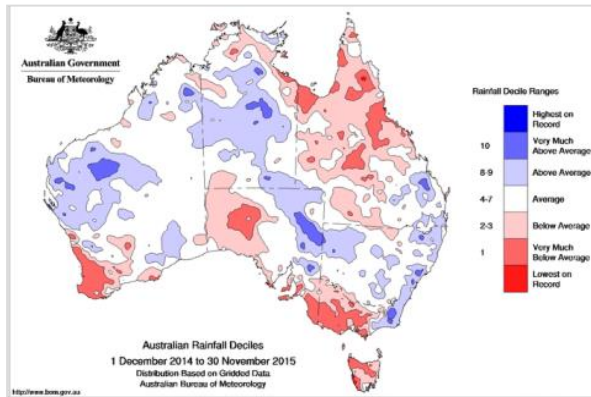 Australian Government
Bureau of Meteorology
Rainfall Decile Ranges
Highest on
Record
10
Very Much
Above Average
8-9
Above Average
4-7
Average
2-3
Below Average
1
Very Much
Below Average
Lowest on
Record
Australian Rainfall Deciles
1 December 2014 to 30 November 2015
Distribution Based on Gridded Data
Australian Bureau of Meteorology
http://www.bom.gov.au